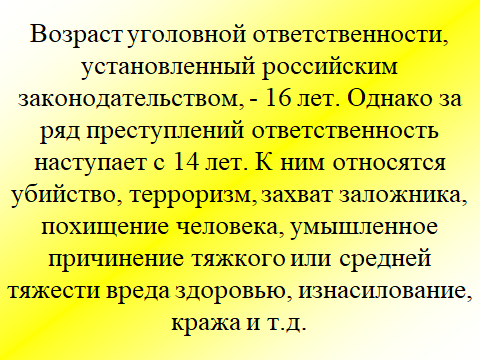 Возраст уголовной ответственности,
установленный российским
законодательством, - 16 лет. Однако за
ряд преступлений ответственность
наступает с 14 лет. К ним относятся
убийство, терроризм, захват заложника,
похищение человека, умышленное
причинение тяжкого или средней
тяжести вреда здоровью, изнасилование,
кража и т.д.